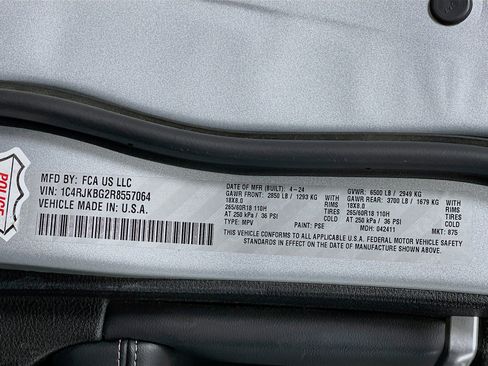 POLICE
MFD BY: FCA US LLC
VIN: 1C4RJKBG2R8557064
VEHICLE MADE IN: U.S.A.
DATE OF MFR (BUILT): 4-24 GVWR: 6500 LB / 2949 KG
GAWR FRONT: 2850 LB / 1293 KG WITH GAWR REAR: 3700 LB / 1679 KG WITH
18X8.0 RIMS 18X8.0 RIMS
265/60R18 110H TIRES 265/60R18 110H TIRES
AT 250 kPa / 36 PSI COLD AT 250 kPa / 36 PSI COLD
TYPE: MPV PAINT: PSE MDH: 042411 MKT: 875
THIS VEHICLE CONFORMS TO ALL APPLICABLE U.S.A. FEDERAL MOTOR VEHICLE SAFETY
STANDARDS IN EFFECT ON THE DATE OF MANUFACTURE SHOWN ABOVE.